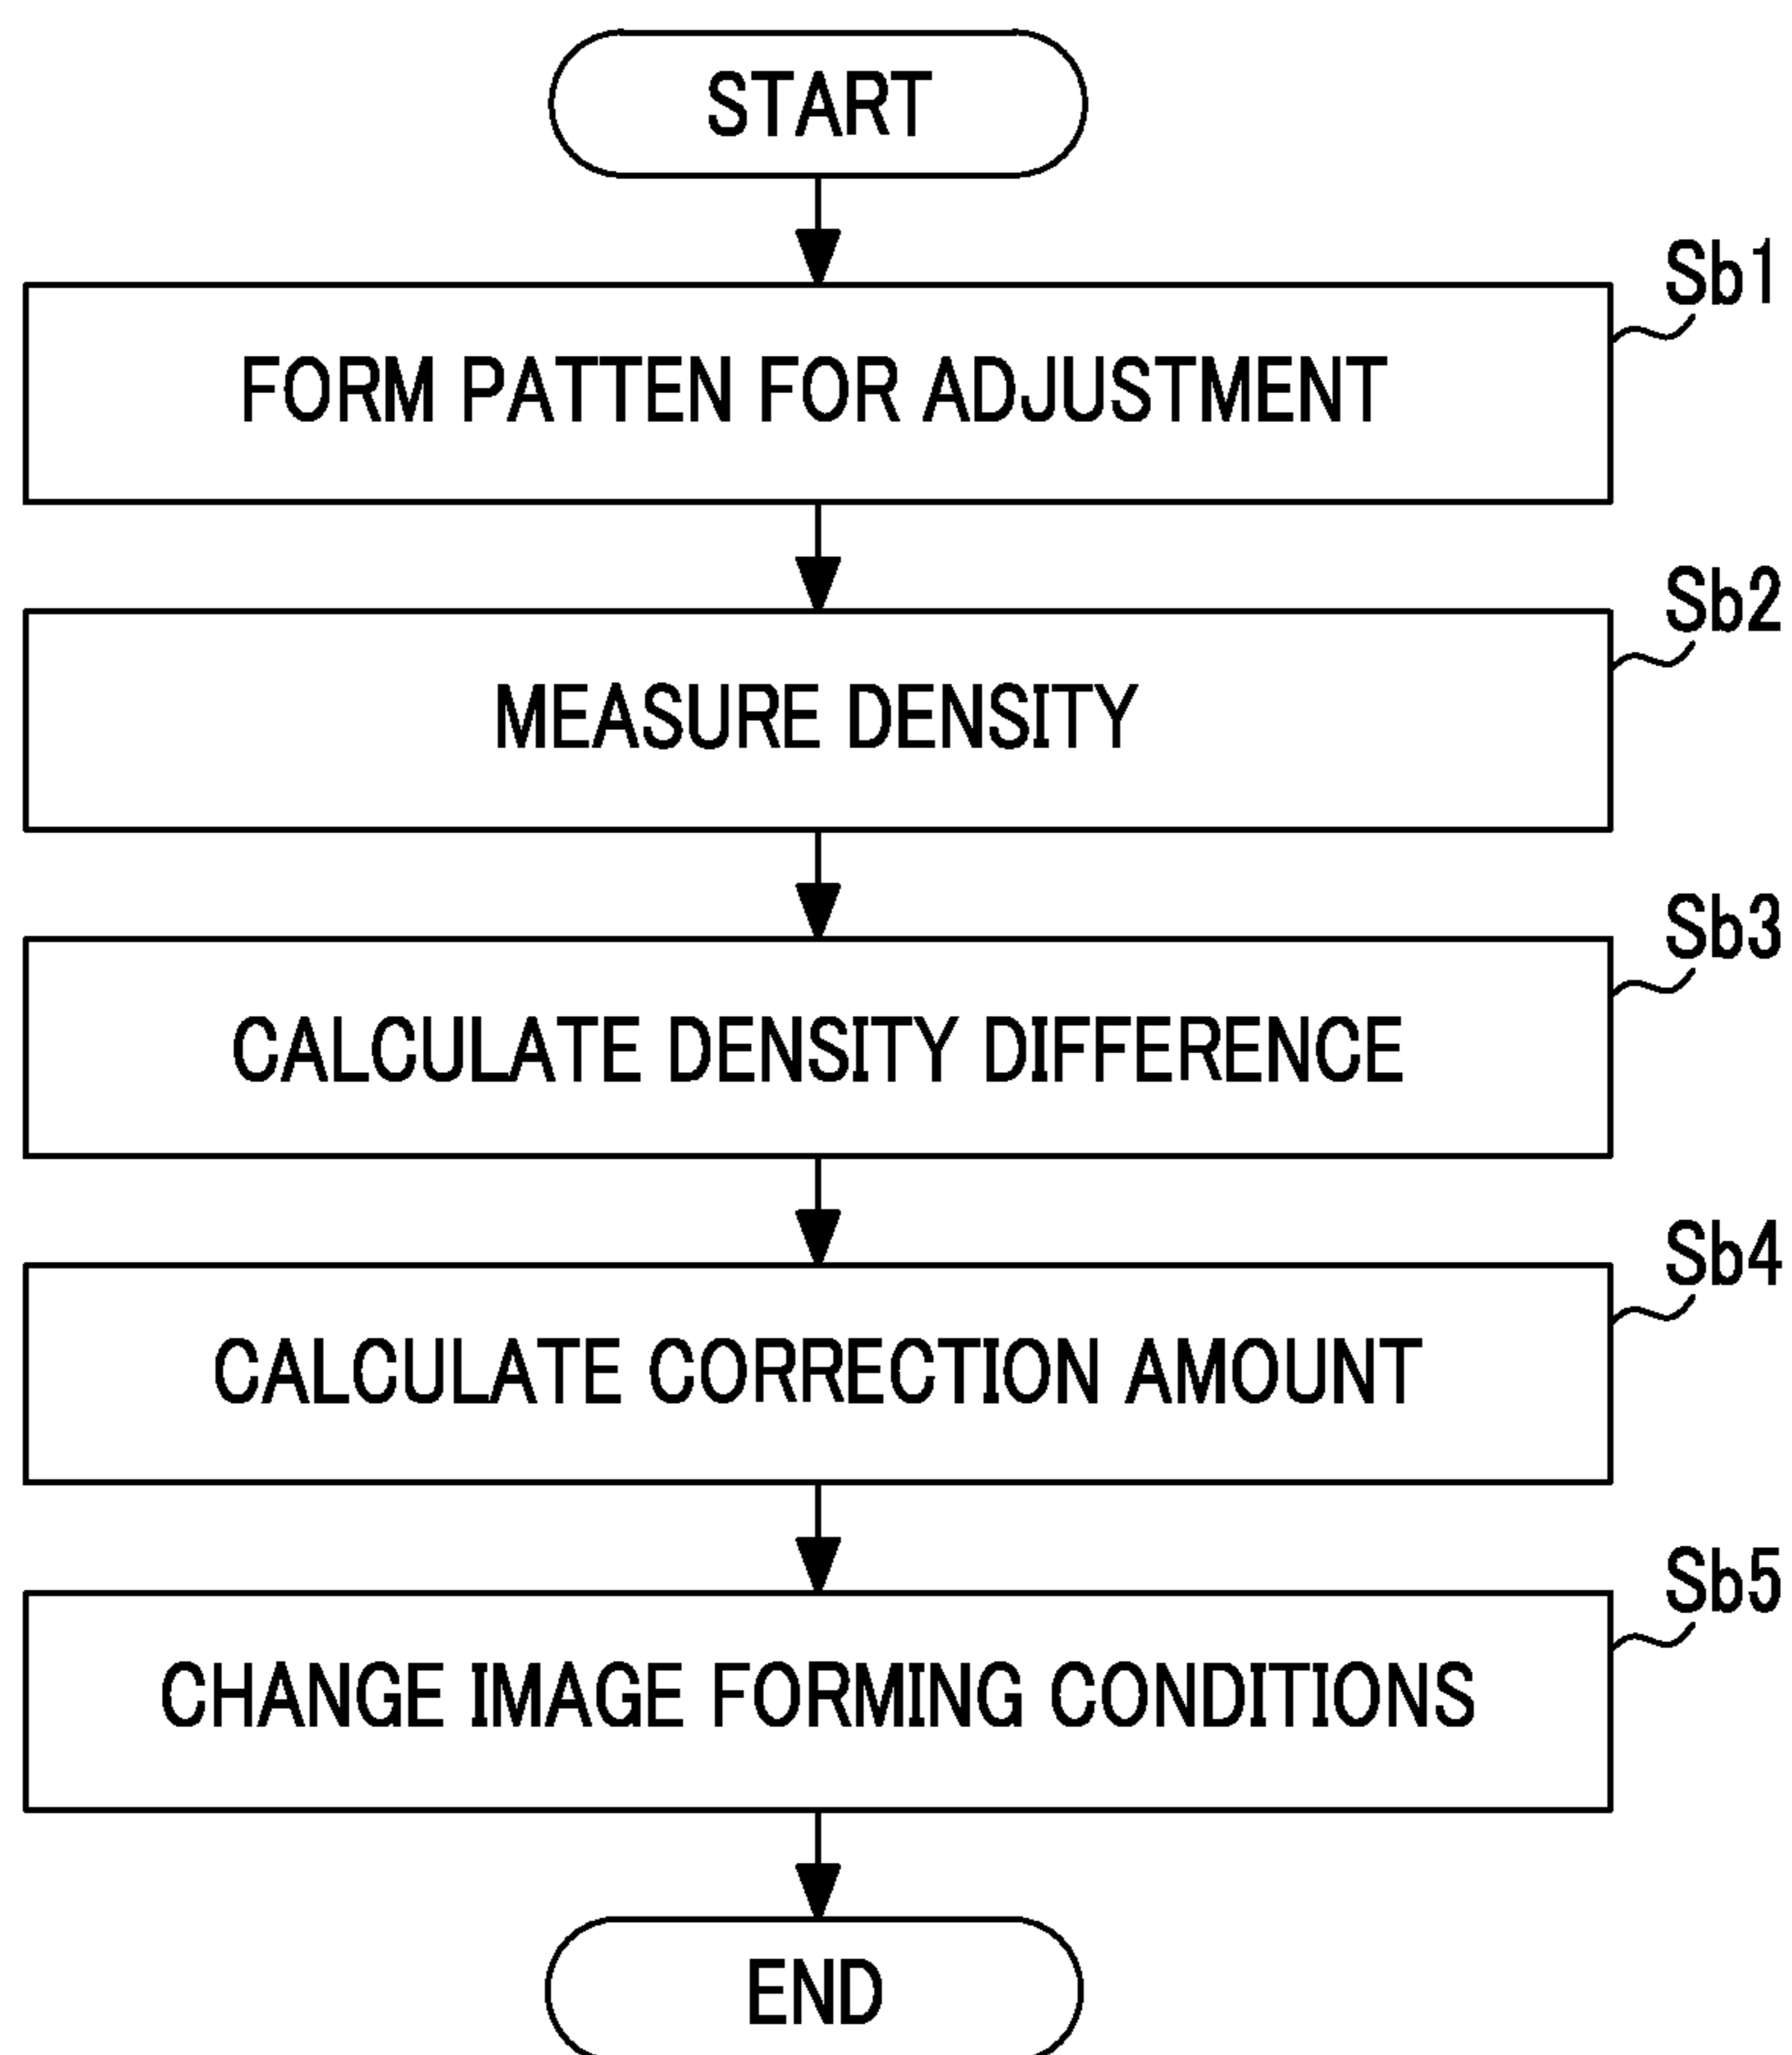 START
Sb1
FORM PATTEN FOR ADJUSTMENT
Sb2
MEASURE DENSITY
Sb3
CALCULATE DENSITY DIFFERENCE
Sb4
CALCULATE CORRECTION AMOUNT
Sb5
CHANGE IMAGE FORMING CONDITIONS
END